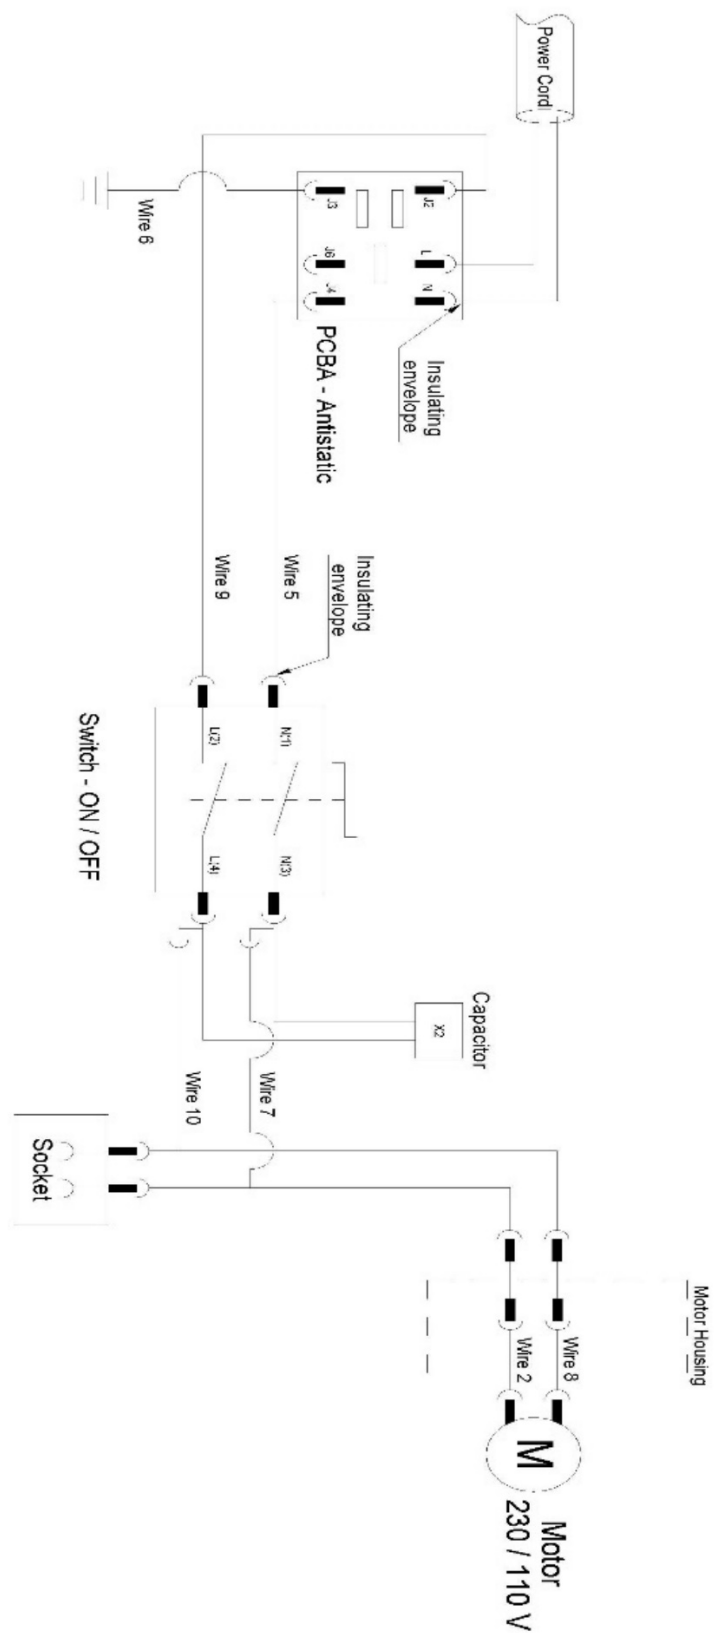 Power Cord
J2
J3
L
J6
N
J4
Wire 6
PCBA - Antistatic
Insulating
envelope
Insulating
envelope
Wire 5
Wire 9
N(1)
L(2)
N(3)
L(4)
Switch - ON / OFF
Capacitor
X2
Wire 7
Wire 10
Socket
Motor Housing
Wire 8
Wire 2
M
Motor
230 / 110 V